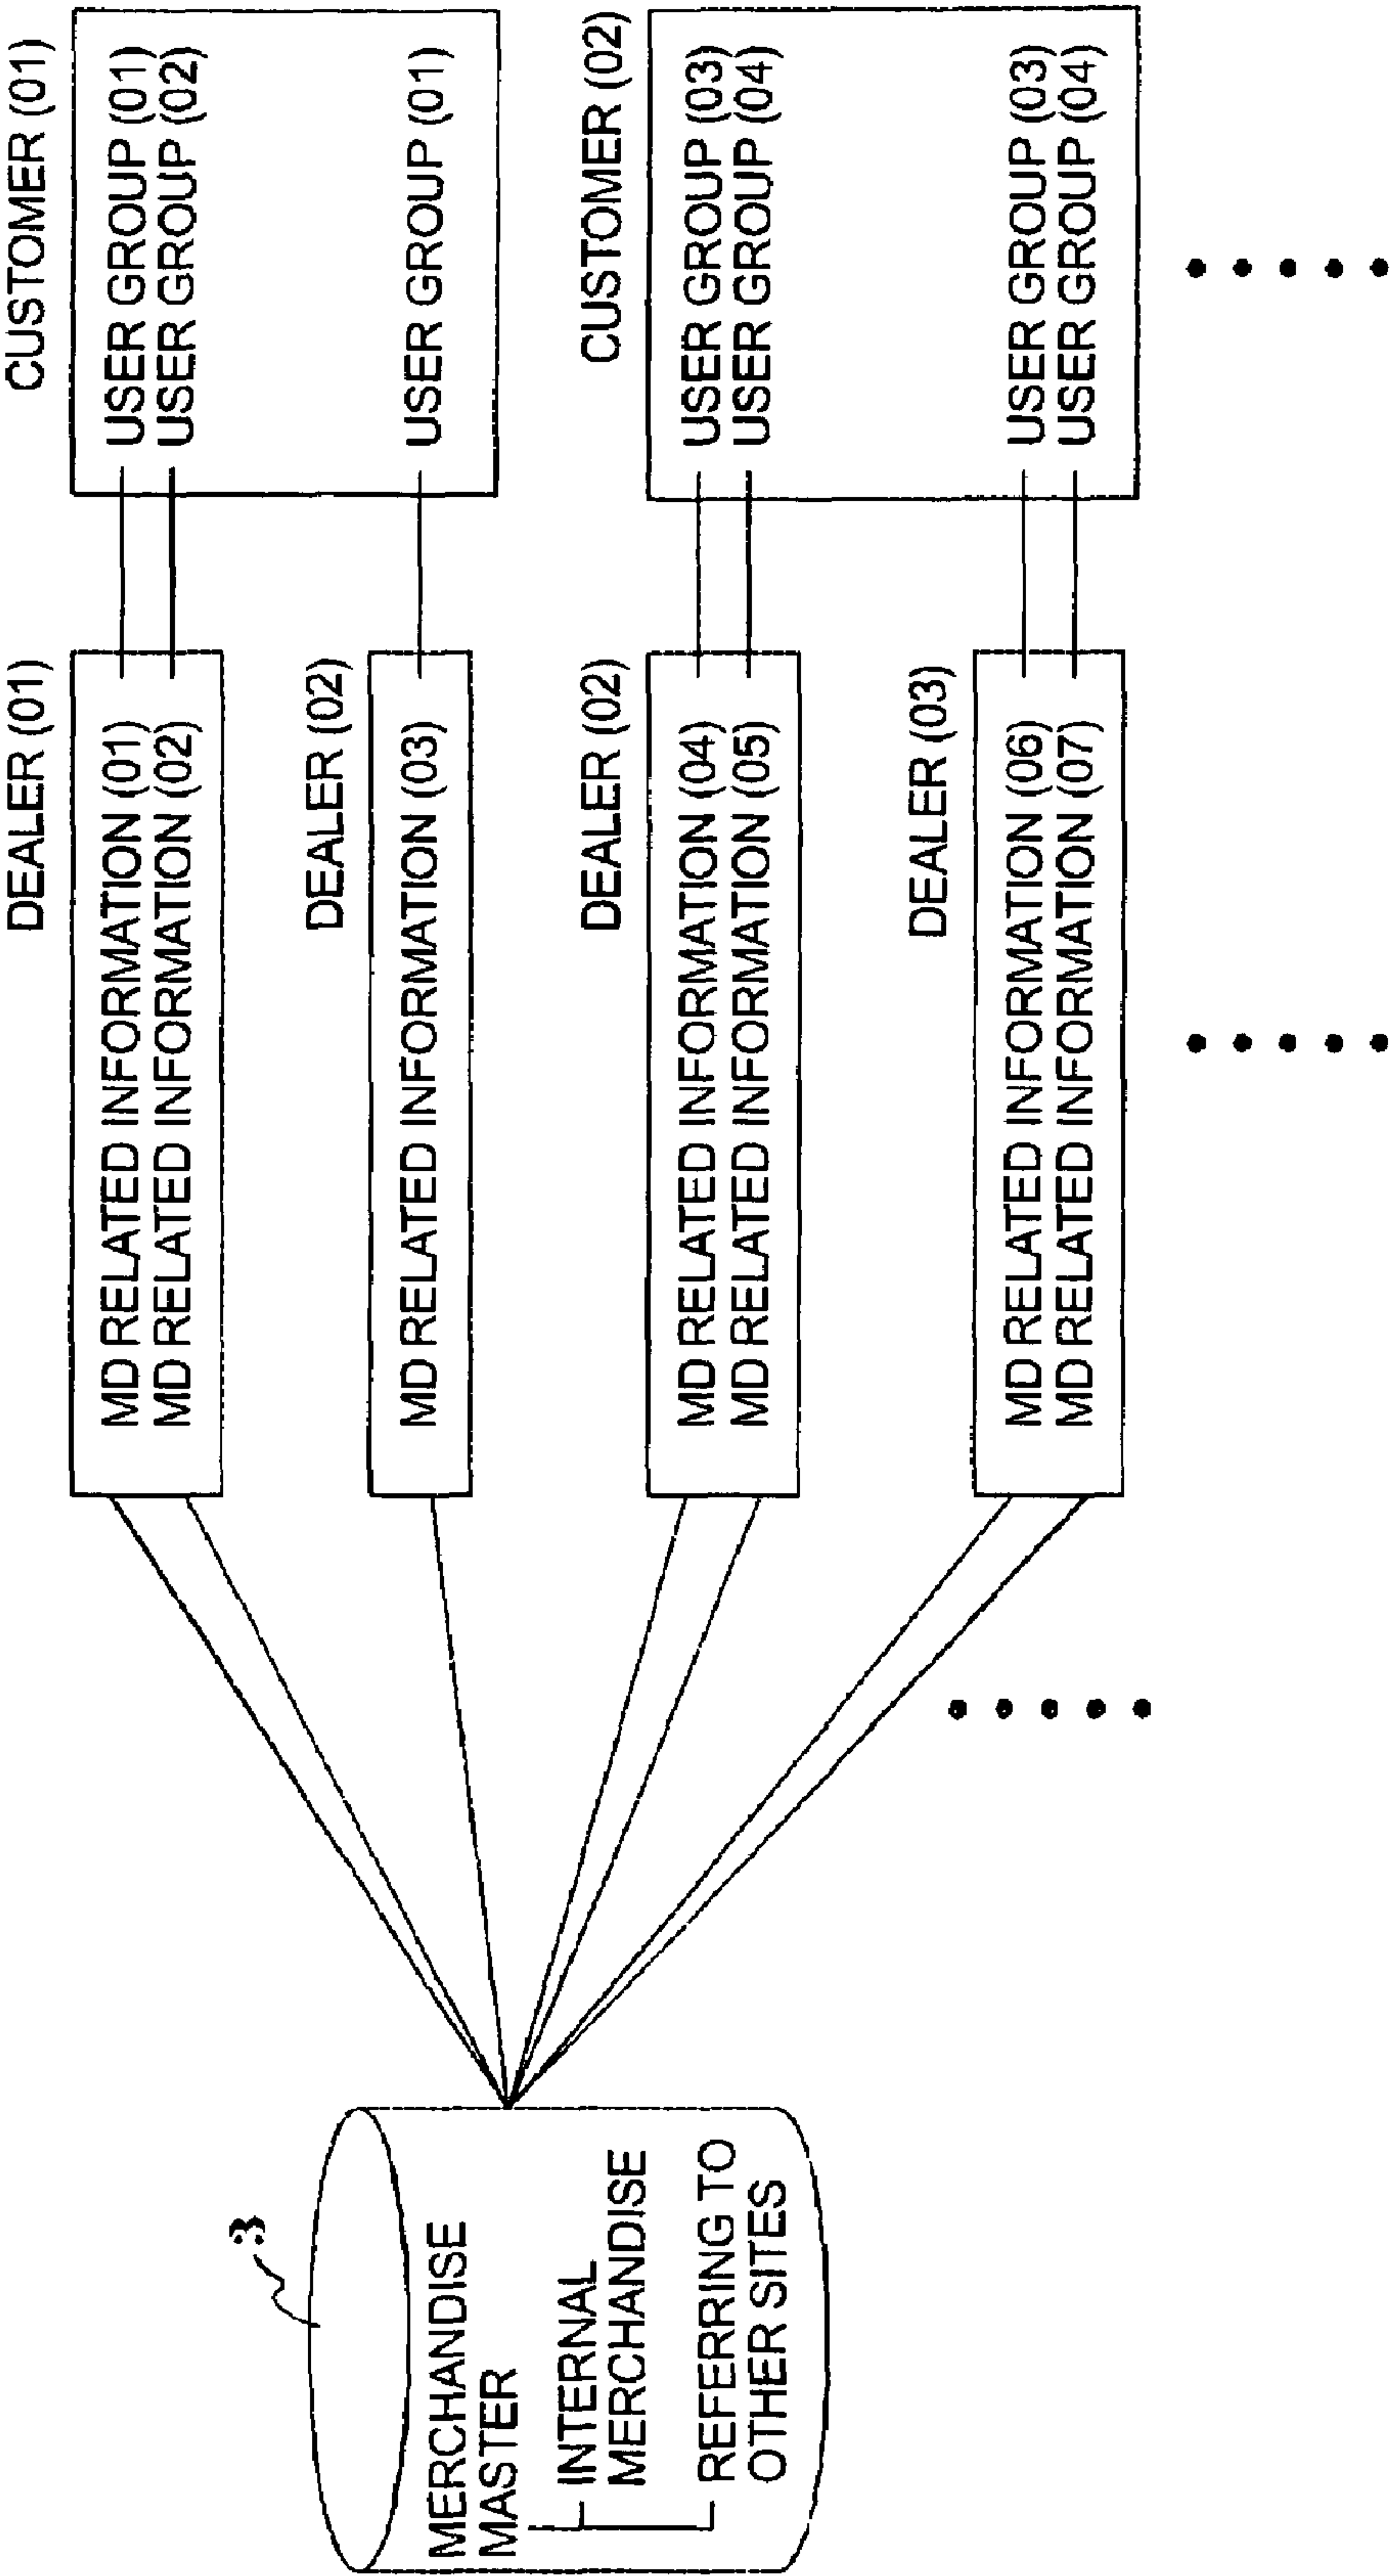 3
MERCHANDISE
MASTER
INTERNAL
MERCHANDISE
REFERRING TO
OTHER SITES
DEALER (01)
MD RELATED INFORMATION (01)
MD RELATED INFORMATION (02)
DEALER (02)
MD RELATED INFORMATION (03)
DEALER (02)
MD RELATED INFORMATION (04)
MD RELATED INFORMATION (05)
DEALER (03)
MD RELATED INFORMATION (06)
MD RELATED INFORMATION (07)
CUSTOMER (01)
USER GROUP (01)
USER GROUP (02)
USER GROUP (01)
CUSTOMER (02)
USER GROUP (03)
USER GROUP (04)
USER GROUP (03)
USER GROUP (04)